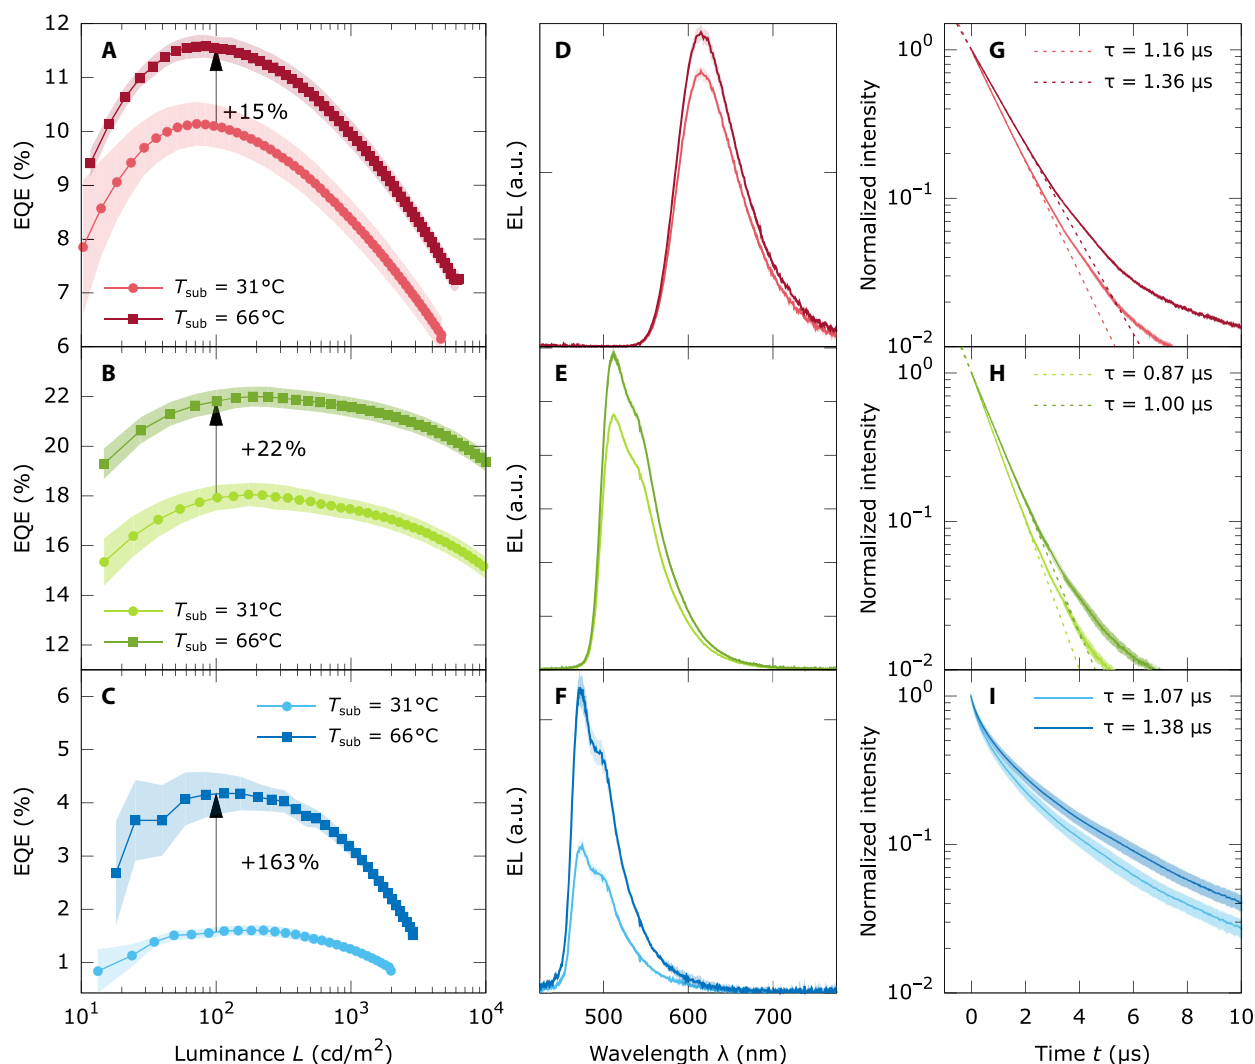 A
12
11
10
9
8
7
6
EQE (%)
+15%
T_sub = 31°C
T_sub = 66°C
B
22
20
18
16
14
12
EQE (%)
+22%
T_sub = 31°C
T_sub = 66°C
C
6
5
4
3
2
1
EQE (%)
T_sub = 31°C
T_sub = 66°C
+163%
10^1 10^2 10^3 10^4
Luminance L (cd/m^2)
D
EL (a.u.)
E
EL (a.u.)
F
EL (a.u.)
500 600 700
Wavelength λ (nm)
G
τ = 1.16 μs
τ = 1.36 μs
10^0
10^-1
10^-2
Normalized intensity
H
τ = 0.87 μs
τ = 1.00 μs
10^0
10^-1
10^-2
Normalized intensity
I
τ = 1.07 μs
τ = 1.38 μs
10^0
10^-1
10^-2
Normalized intensity
0 2 4 6 8 10
Time t (μs)